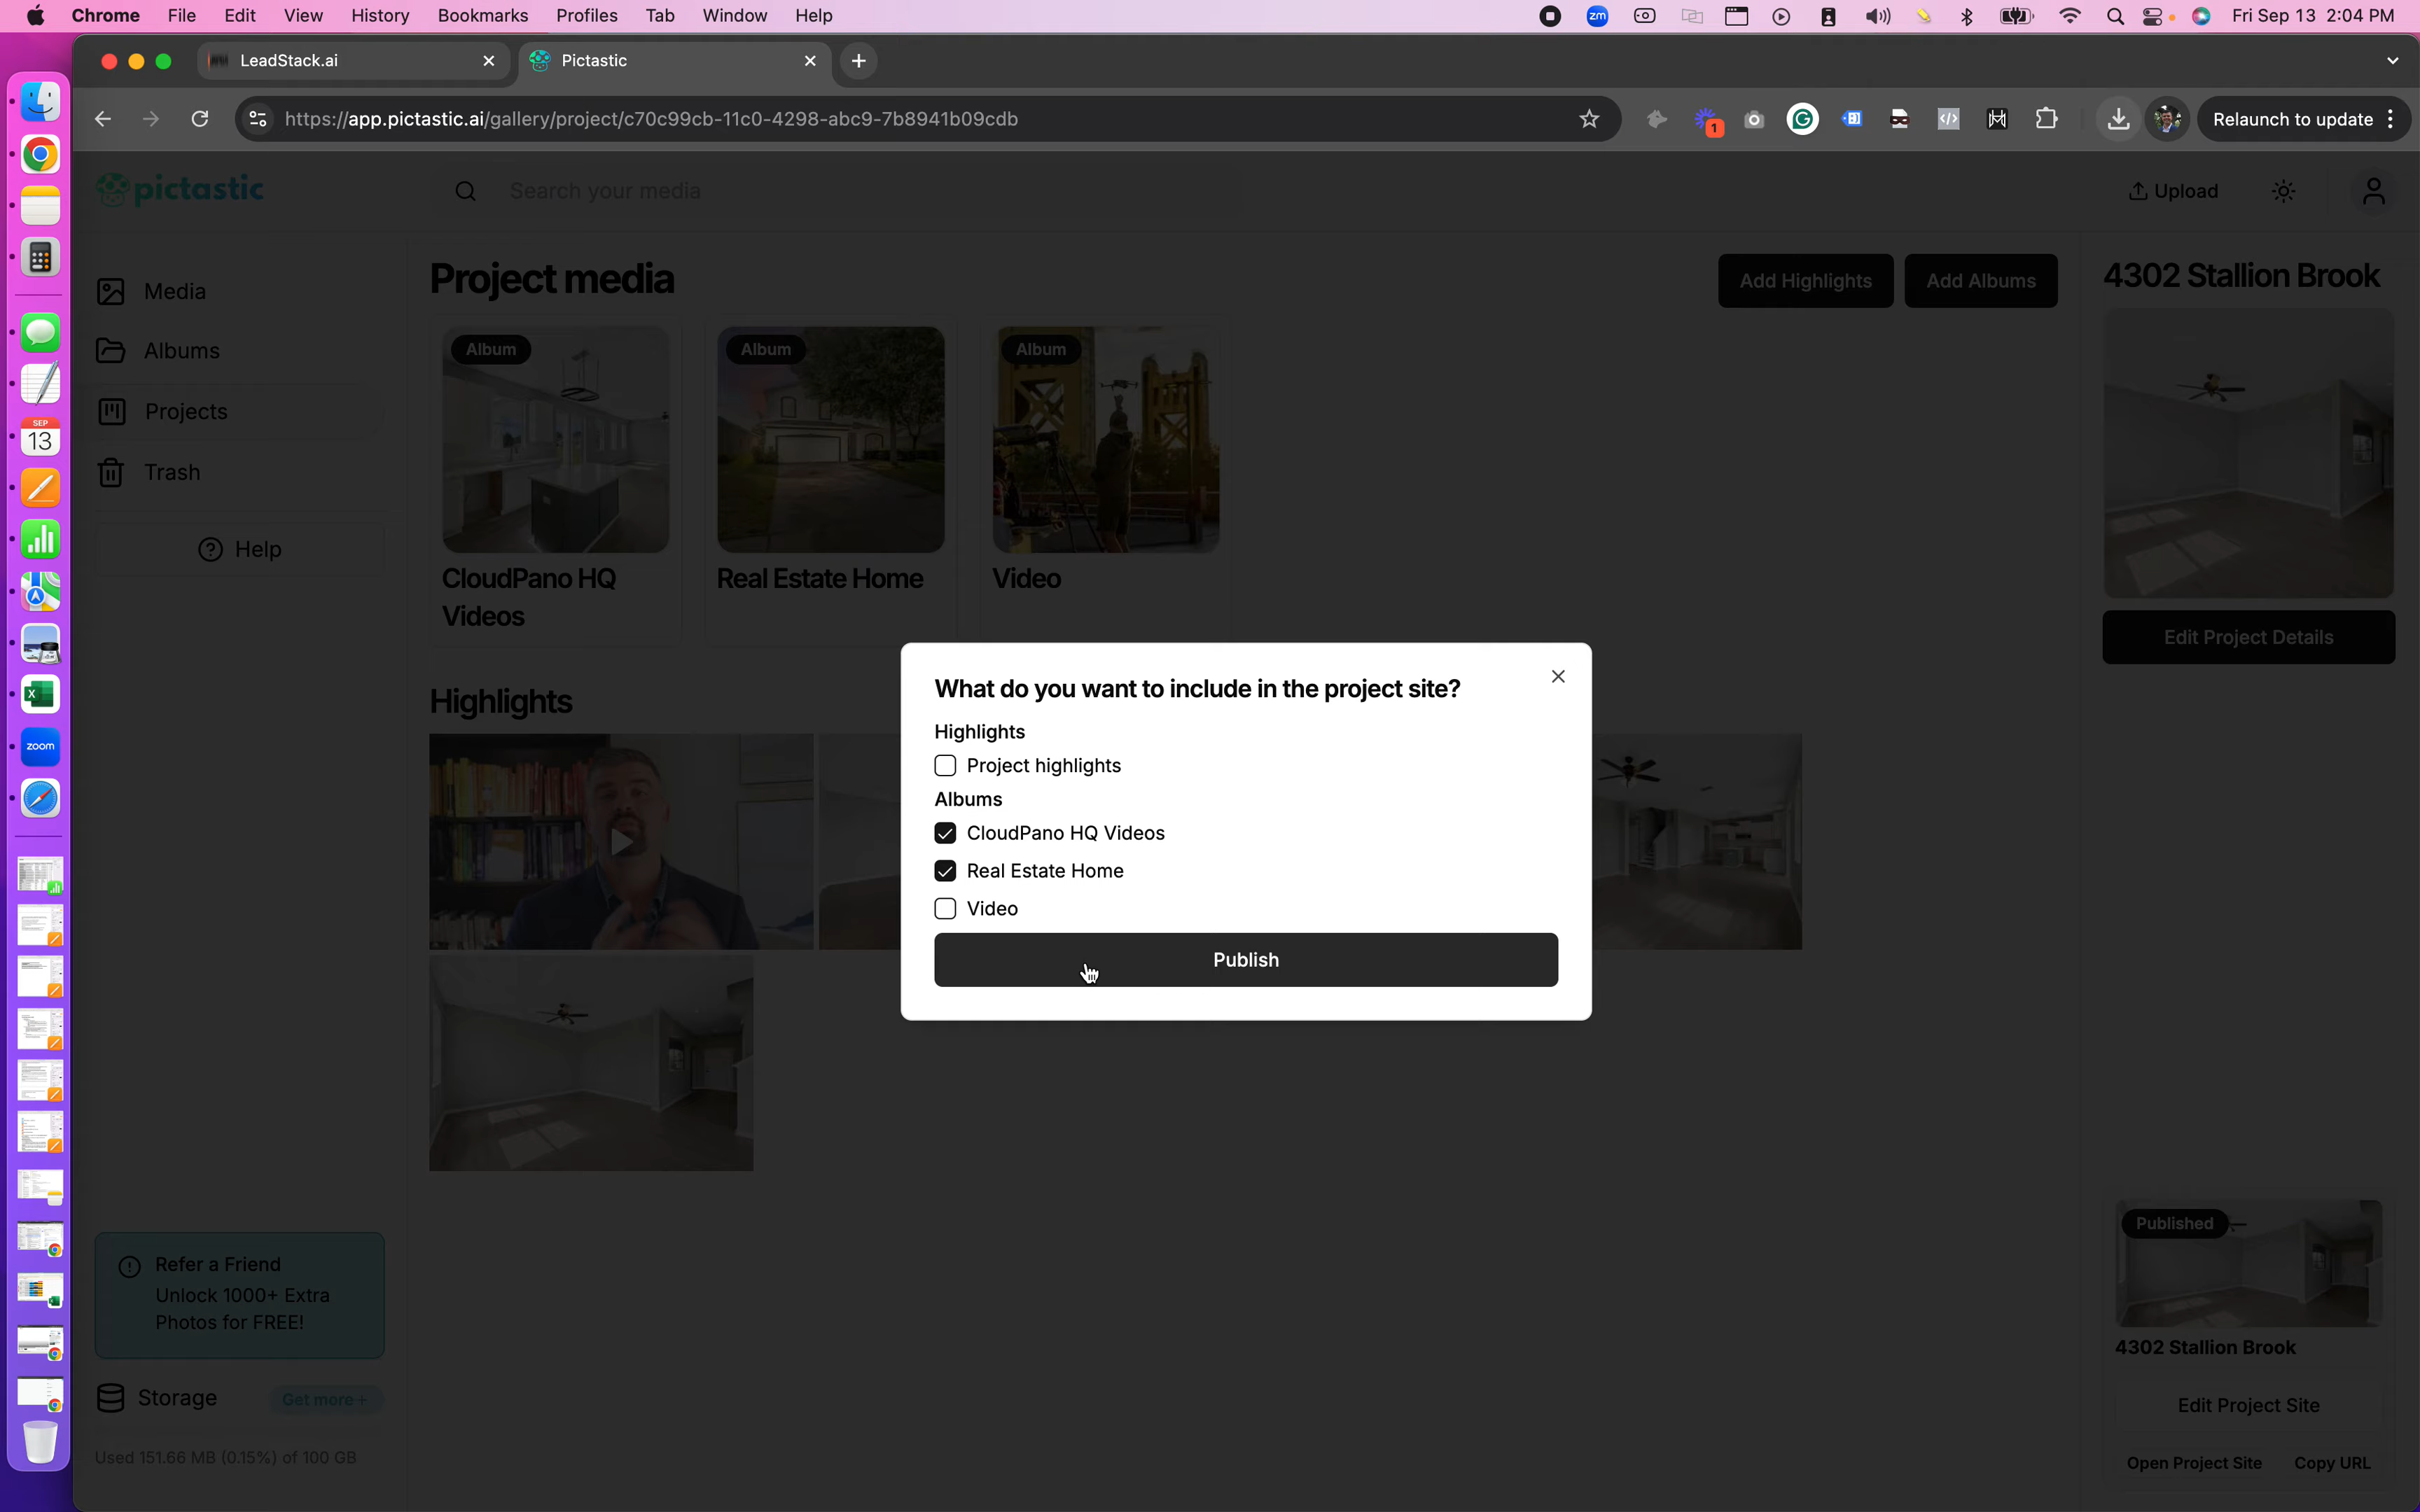 Chrome File Edit View History Bookmarks Profiles Tab Window Help
zm
Fri Sep 13 2:04 PM
LeadStack.ai
Pictastic
https://app.pictastic.ai/gallery/project/c70c99cb-11c0-4298-abc9-7b8941b09cdb
1
Relaunch to update
pictastic
Search your media
Upload
Media
Albums
Projects
Trash
Help
Refer a Friend
Unlock 1000+ Extra
Photos for FREE!
Storage
Get more+
Used 151.66 MB (0.15%) of 100 GB
Project media
Add Highlights
Add Albums
Album
Album
Album
CloudPano HQ
Videos
Real Estate Home
Video
Highlights
What do you want to include in the project site?
Highlights
Project highlights
Albums
CloudPano HQ Videos
Real Estate Home
Video
Publish
4302 Stallion Brook
Edit Project Details
Published
4302 Stallion Brook
Edit Project Site
Open Project Site
Copy URL
SEP
13
zoom